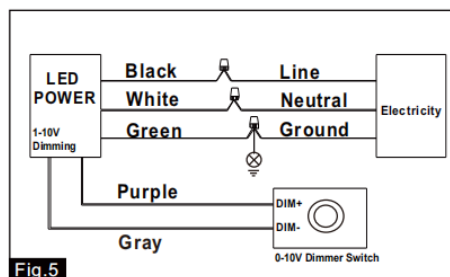 LED
POWER
1-10V
Dimming
Black
Line
White
Neutral
Green
Ground
Electricity
Purple
Gray
DIM+
DIM-
0-10V Dimmer Switch
Fig.5